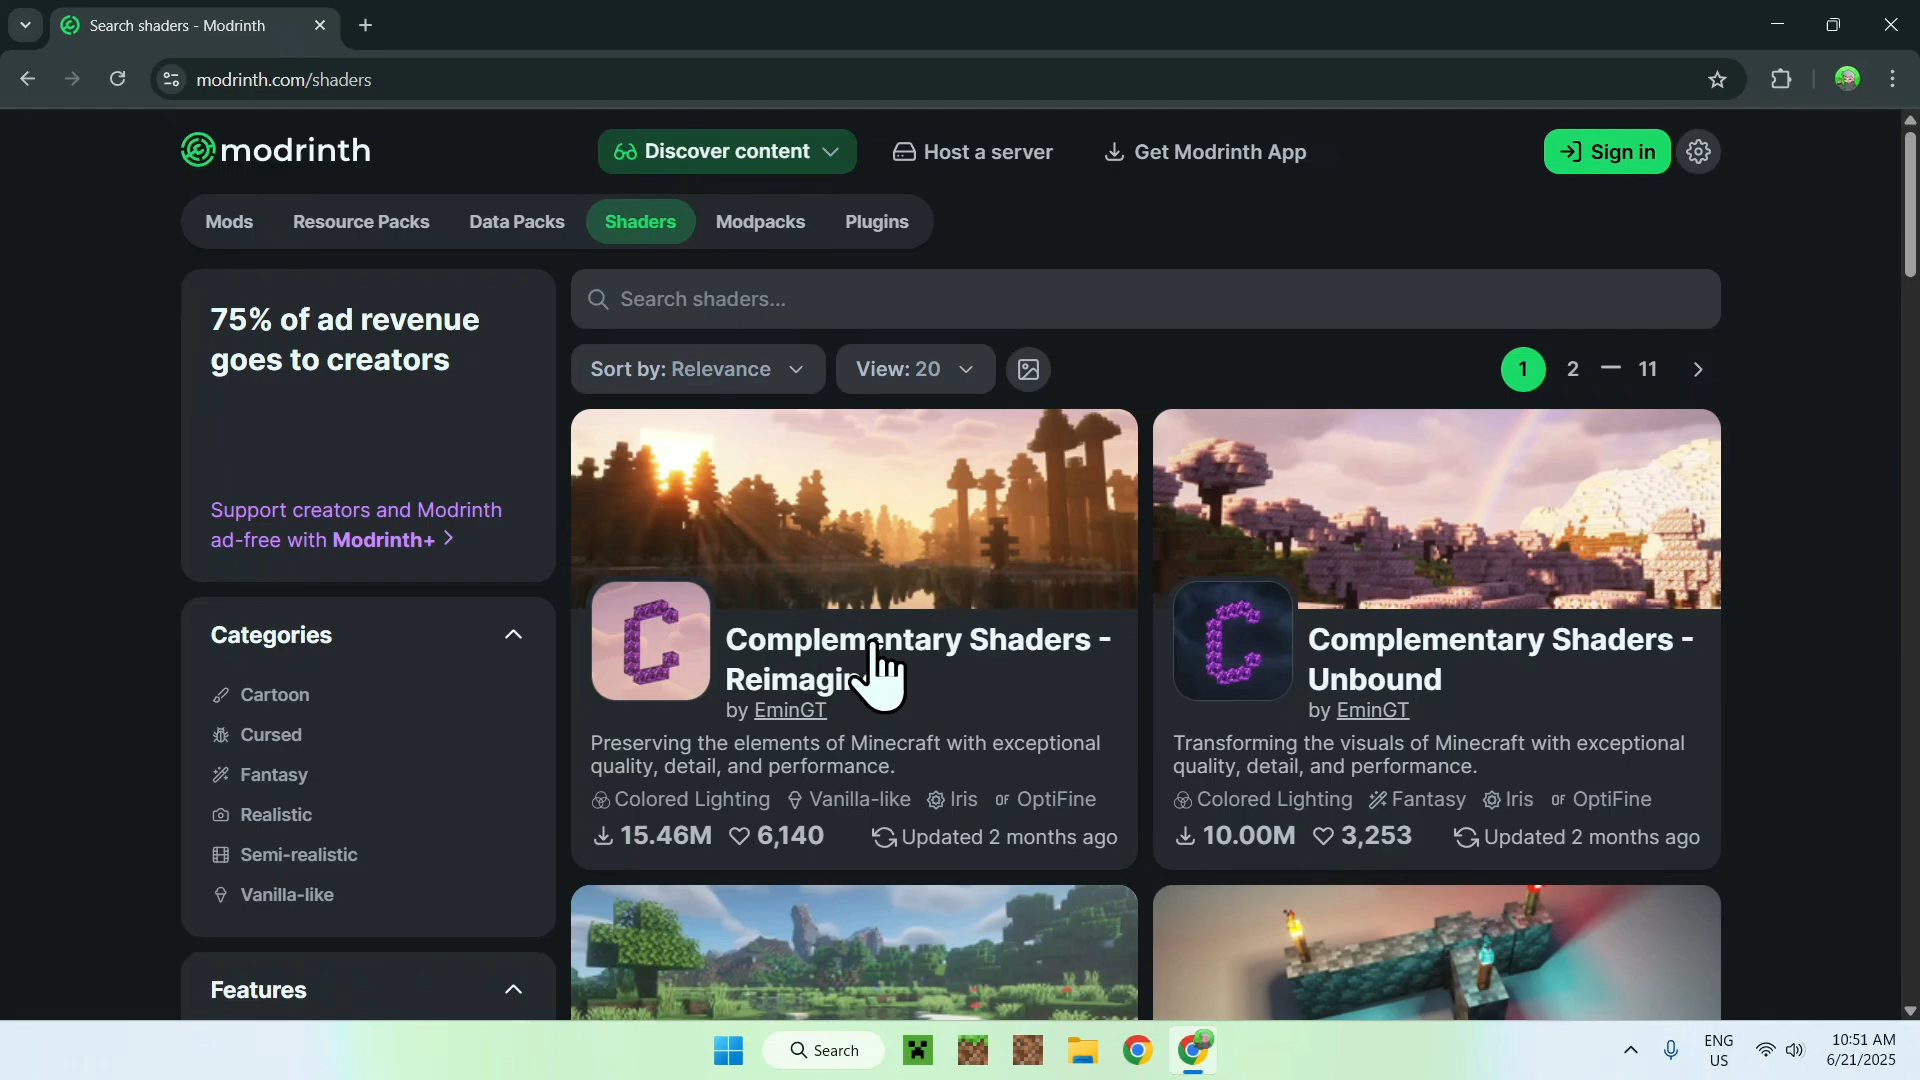 Search shaders - Modrinth
modrinth.com/shaders
modrinth
Discover content
Host a server
Get Modrinth App
Sign in
Mods
Resource Packs
Data Packs
Shaders
Modpacks
Plugins
75% of ad revenue
goes to creators
Support creators and Modrinth
ad-free with Modrinth+
Categories
Cartoon
Cursed
Fantasy
Realistic
Semi-realistic
Vanilla-like
Features
Search shaders...
Sort by: Relevance
View: 20
1 2 — 11
Complementary Shaders -
by EminGT
Preserving the elements of Minecraft with exceptional
quality, detail, and performance.
Colored Lighting Vanilla-like Iris OF OptiFine
15.46M 6,140 Updated 2 months ago
Complementary Shaders -
Unbound
by EminGT
Transforming the visuals of Minecraft with exceptional
quality, detail, and performance.
Colored Lighting Fantasy Iris OF OptiFine
10.00M 3,253 Updated 2 months ago
Search
ENG
US
10:51 AM
6/21/2025